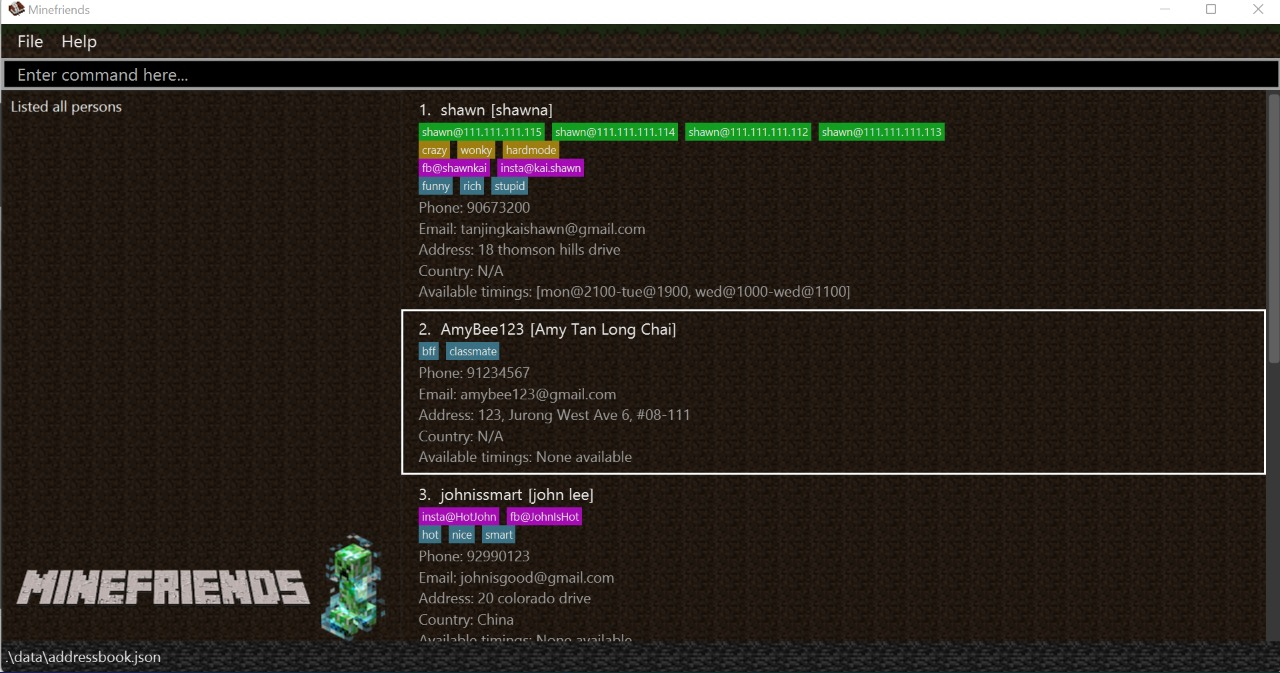 Minefriends
File Help
Enter command here...
Listed all persons
1. shawn [shawna]
shawn@111.111.111.115 shawn@111.111.111.114 shawn@111.111.111.112 shawn@111.111.111.113
crazy wonky hardmode
fb@shawnkai insta@kai.shawn
funny rich stupid
Phone: 90673200
Email: tanjingkaishawn@gmail.com
Address: 18 thomson hills drive
Country: N/A
Available timings: [mon@2100-tue@1900, wed@1000-wed@1100]
2. AmyBee123 [Amy Tan Long Chai]
bff classmate
Phone: 91234567
Email: amybee123@gmail.com
Address: 123, Jurong West Ave 6, #08-111
Country: N/A
Available timings: None available
3. johnissmart [john lee]
insta@HotJohn fb@JohnIsHot
hot nice smart
Phone: 92990123
Email: johnisgood@gmail.com
Address: 20 colorado drive
Country: China
Available timings: None available
MINEFRIENDS
.\data\addressbook.json